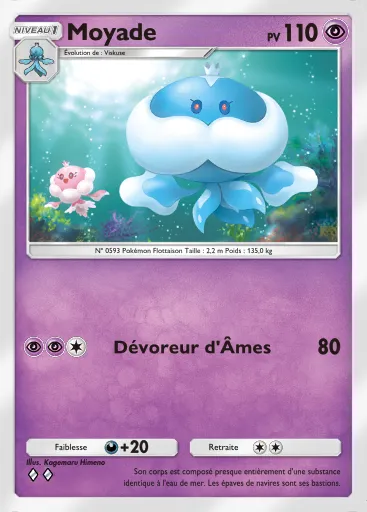 NIVEAU 1
Moyade
PV 110
Évolution de : Viskuse
N° 0593 Pokémon Flottaison Taille : 2,2 m Poids : 135,0 kg
Dévoreur d'Âmes 80
Faiblesse +20 Retraite
Illus. Kagemaru Himeno
Son corps est composé presque entièrement d'une substance
identique à l'eau de mer. Les épaves de navires sont ses bastions.